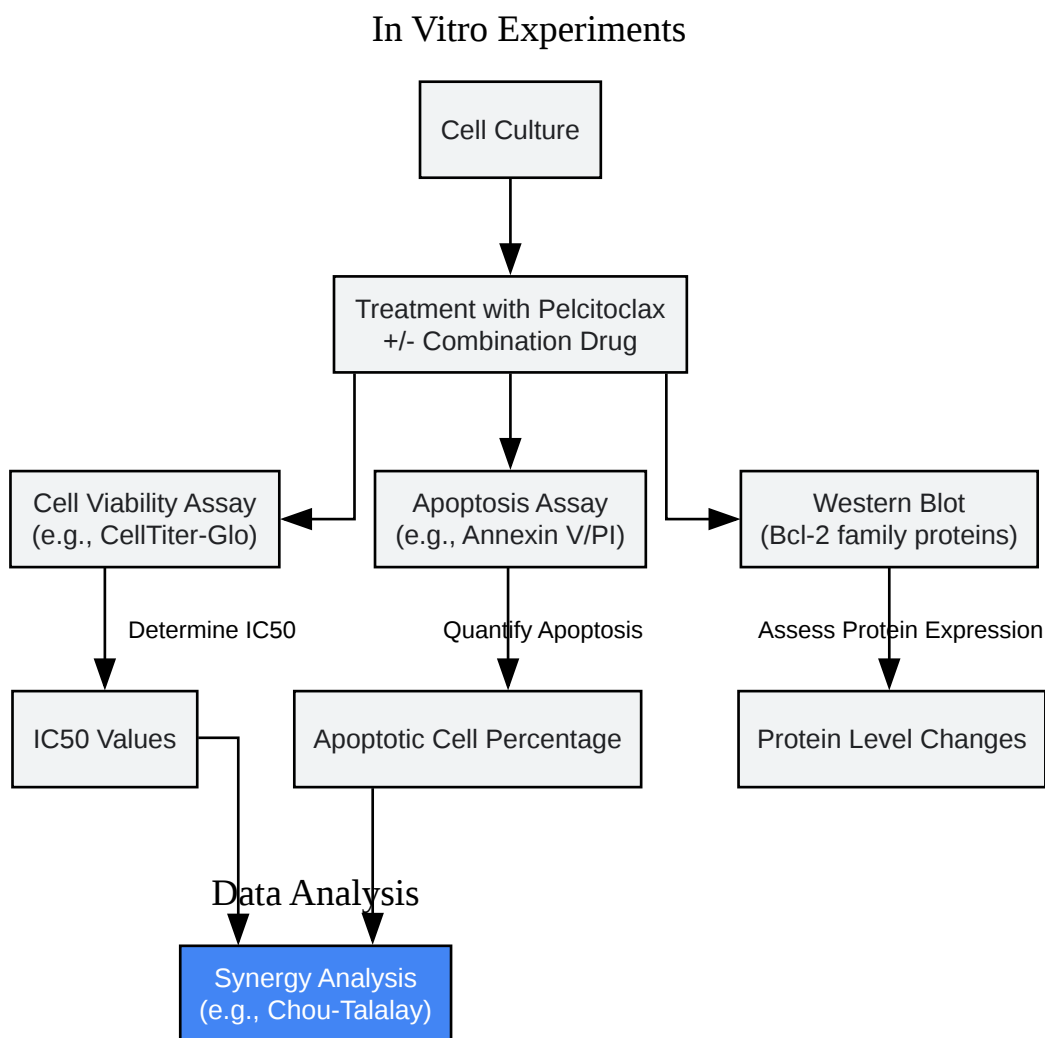 In Vitro Experiments
Cell Culture
Treatment with Pelcitoclax
+/- Combination Drug
Cell Viability Assay
(e.g., CellTiter-Glo)
Apoptosis Assay
(e.g., Annexin V/PI)
Western Blot
(Bcl-2 family proteins)
Determine IC50
Quantify Apoptosis
Assess Protein Expression
IC50 Values
Apoptotic Cell Percentage
Protein Level Changes
Data Analysis
Synergy Analysis
(e.g., Chou-Talalay)